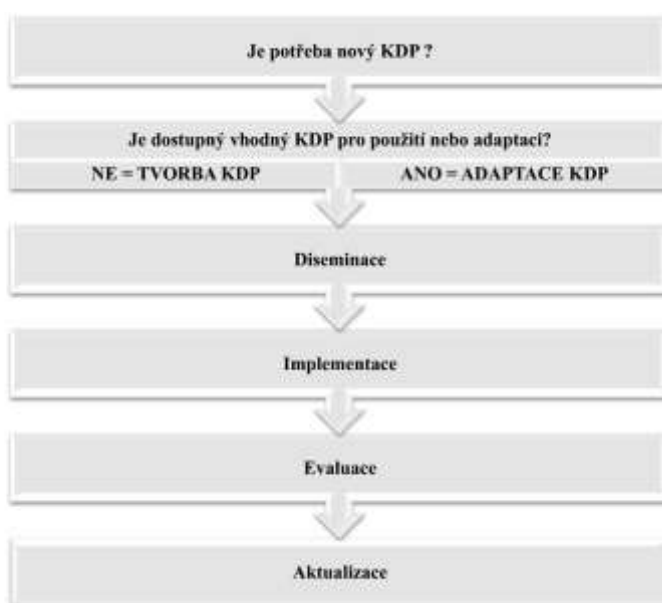 Je potřeba nový KDP ?
Je dostupný vhodný KDP pro použití nebo adaptaci?
NE = TVORBA KDP
ANO = ADAPTACE KDP
Diseminace
Implementace
Evaluace
Aktualizace